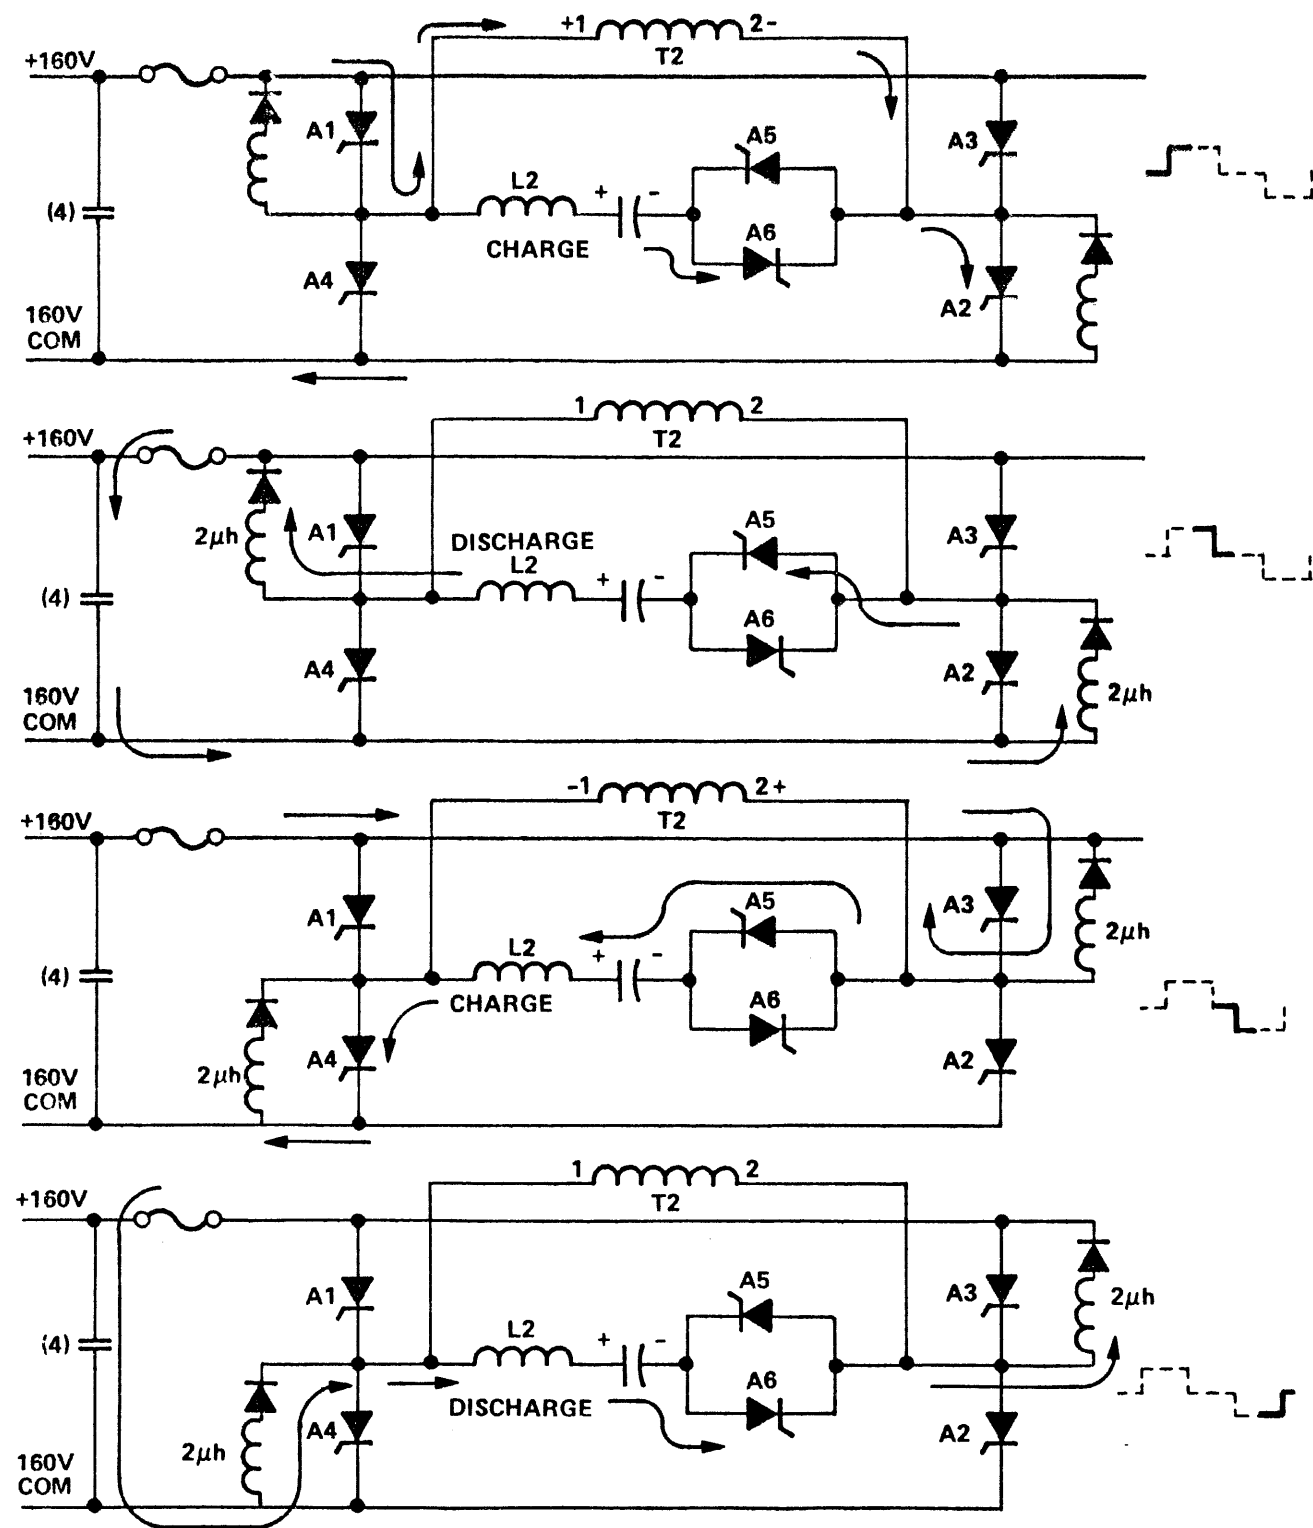 +1 2-
T2
+160V
A1
A3
A5
L2 + -
(4)
CHARGE
A6
A4
A2
160V
COM
1 2
T2
+160V
2μh
A1
A5
A3
DISCHARGE
L2 + -
(4)
A6
A4
A2
160V
COM
2μh
-1 2+
T2
+160V
A1
A5
A3
2μh
L2 + -
(4)
CHARGE
A6
A4
A2
2μh
160V
COM
1 2
T2
+160V
A1
A5
A3
2μh
L2 + -
(4)
A6
DISCHARGE
A4
A2
2μh
160V
COM